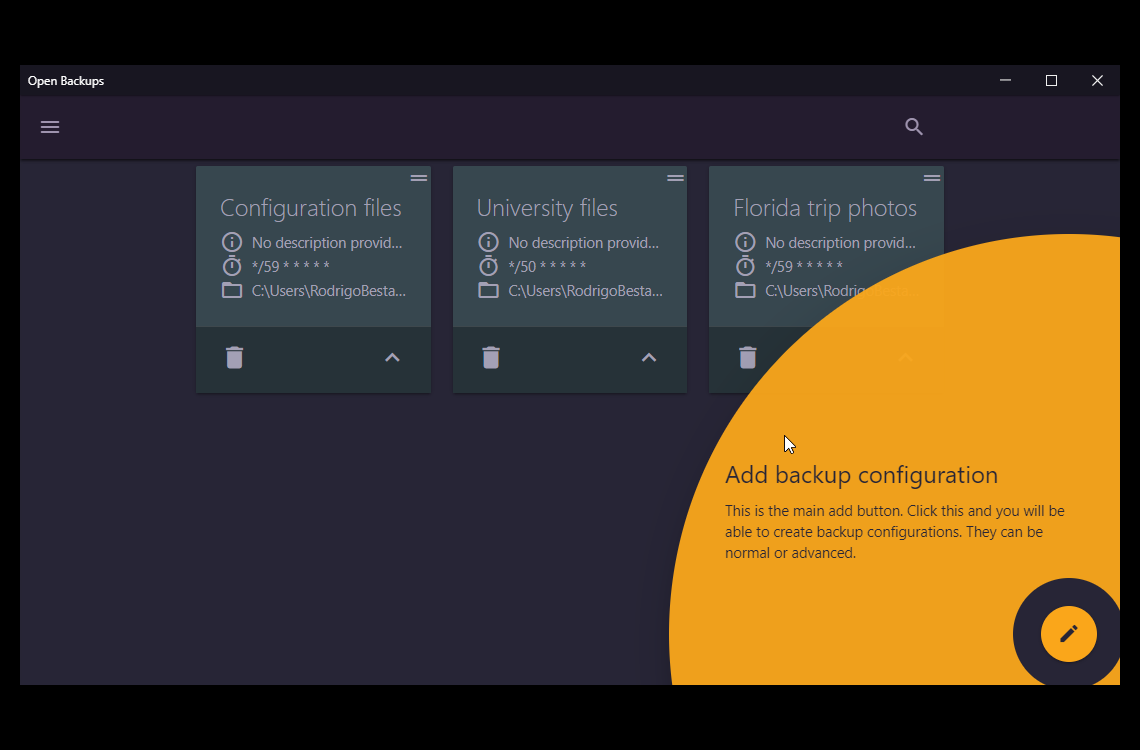 Open Backups
Configuration files
No description provid...
*/59 * * * * *
C:\Users\RodrigoBesta...
University files
No description provid...
*/50 * * * * *
C:\Users\RodrigoBesta...
Florida trip photos
No description provid...
*/59 * * * * *
C:\Users\RodrigoBesta...
Add backup configuration
This is the main add button. Click this and you will be
able to create backup configurations. They can be
normal or advanced.